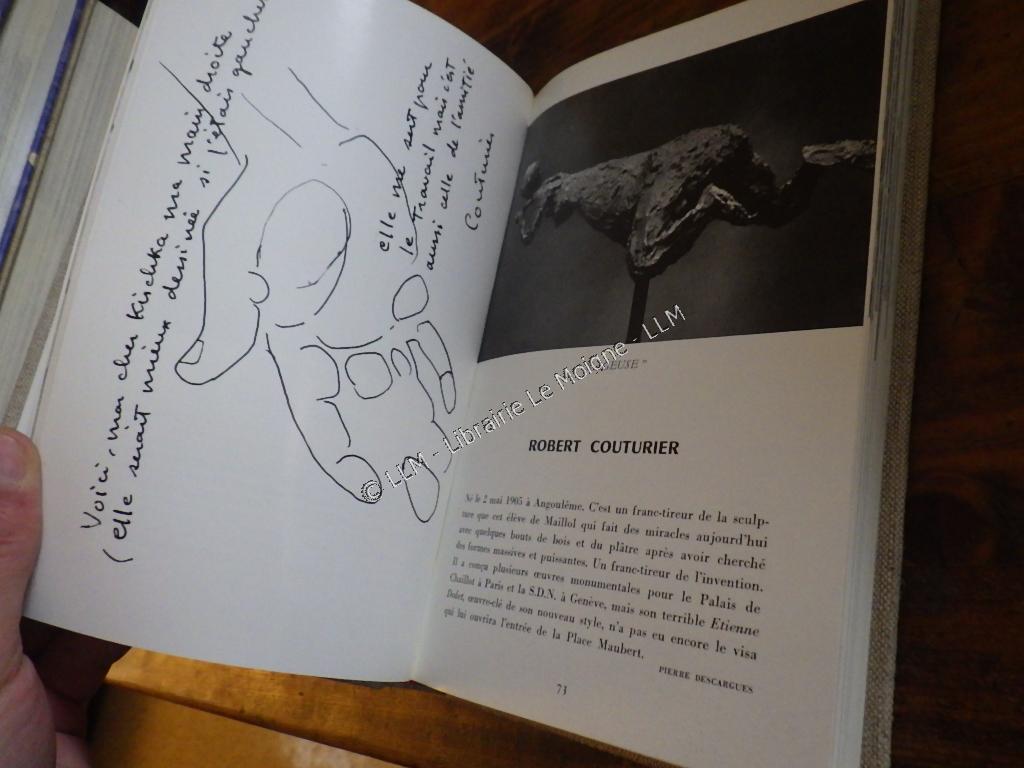 Voici, mon cher Kischka ma main droite
(elle serait mieux dessinée si j'étais gaucher
elle me sert pour
le travail mais c'est
aussi celle de l'amitié
Couturier
EUSE "
ROBERT COUTURIER
Né le 2 mai 1905 à Angoulême. C'est un franc-tireur de la sculp-
ture que cet élève de Maillol qui fait des miracles aujourd'hui
avec quelques bouts de bois et du plâtre après avoir cherché
des formes massives et puissantes. Un franc-tireur de l'invention.
Il a conçu plusieurs œuvres monumentales pour le Palais de
Chaillot à Paris et la S.D.N. à Genève, mais son terrible Etienne
Dolet, œuvre-clé de son nouveau style, n'a pas eu encore le visa
qui lui ouvrira l'entrée de la Place Maubert.
PIERRE DESCARGUES
73
© LLM - Librairie Le Moigne - LLM